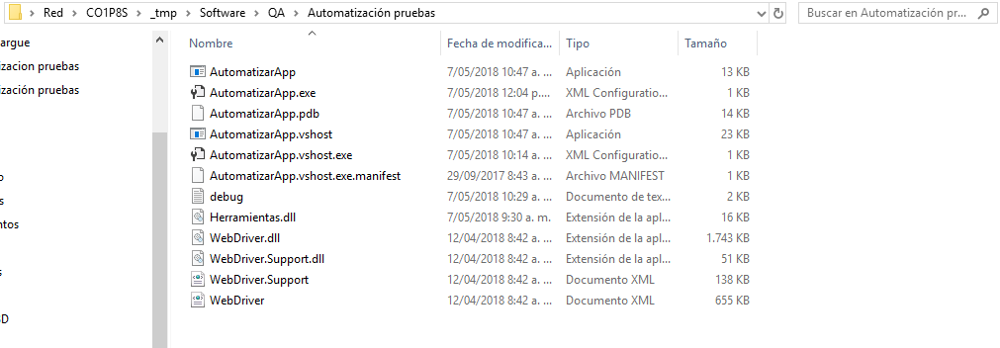 Red > CO1P8S > _tmp > Software > QA > Automatización pruebas
Buscar en Automatización pr...
argue
izacion pruebas
ización pruebas
o
s
ntos
s
SD
Nombre Fecha de modifica... Tipo Tamaño
AutomatizarApp 7/05/2018 10:47 a. ... Aplicación 13 KB
AutomatizarApp.exe 7/05/2018 12:04 p.... XML Configuratio... 1 KB
AutomatizarApp.pdb 7/05/2018 10:47 a. ... Archivo PDB 14 KB
AutomatizarApp.vshost 7/05/2018 10:47 a. ... Aplicación 23 KB
AutomatizarApp.vshost.exe 7/05/2018 10:14 a. ... XML Configuratio... 1 KB
AutomatizarApp.vshost.exe.manifest 29/09/2017 8:43 a. ... Archivo MANIFEST 1 KB
debug 7/05/2018 10:29 a. ... Documento de tex... 2 KB
Herramientas.dll 7/05/2018 9:30 a. m. Extensión de la apl... 16 KB
WebDriver.dll 12/04/2018 8:42 a. ... Extensión de la apl... 1.743 KB
WebDriver.Support.dll 12/04/2018 8:42 a. ... Extensión de la apl... 51 KB
WebDriver.Support 12/04/2018 8:42 a. ... Documento XML 138 KB
WebDriver 12/04/2018 8:42 a. ... Documento XML 655 KB